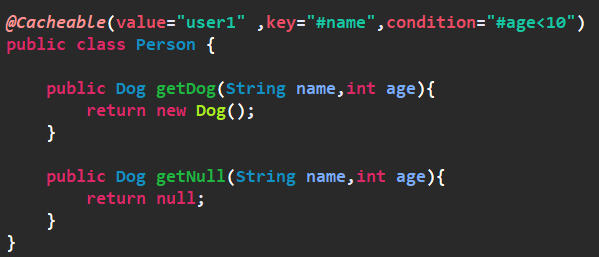 @Cacheable(value="user1" ,key="#name",condition="#age<10")
public class Person {
public Dog getDog(String name,int age){
return new Dog();
}
public Dog getNull(String name,int age){
return null;
}
}